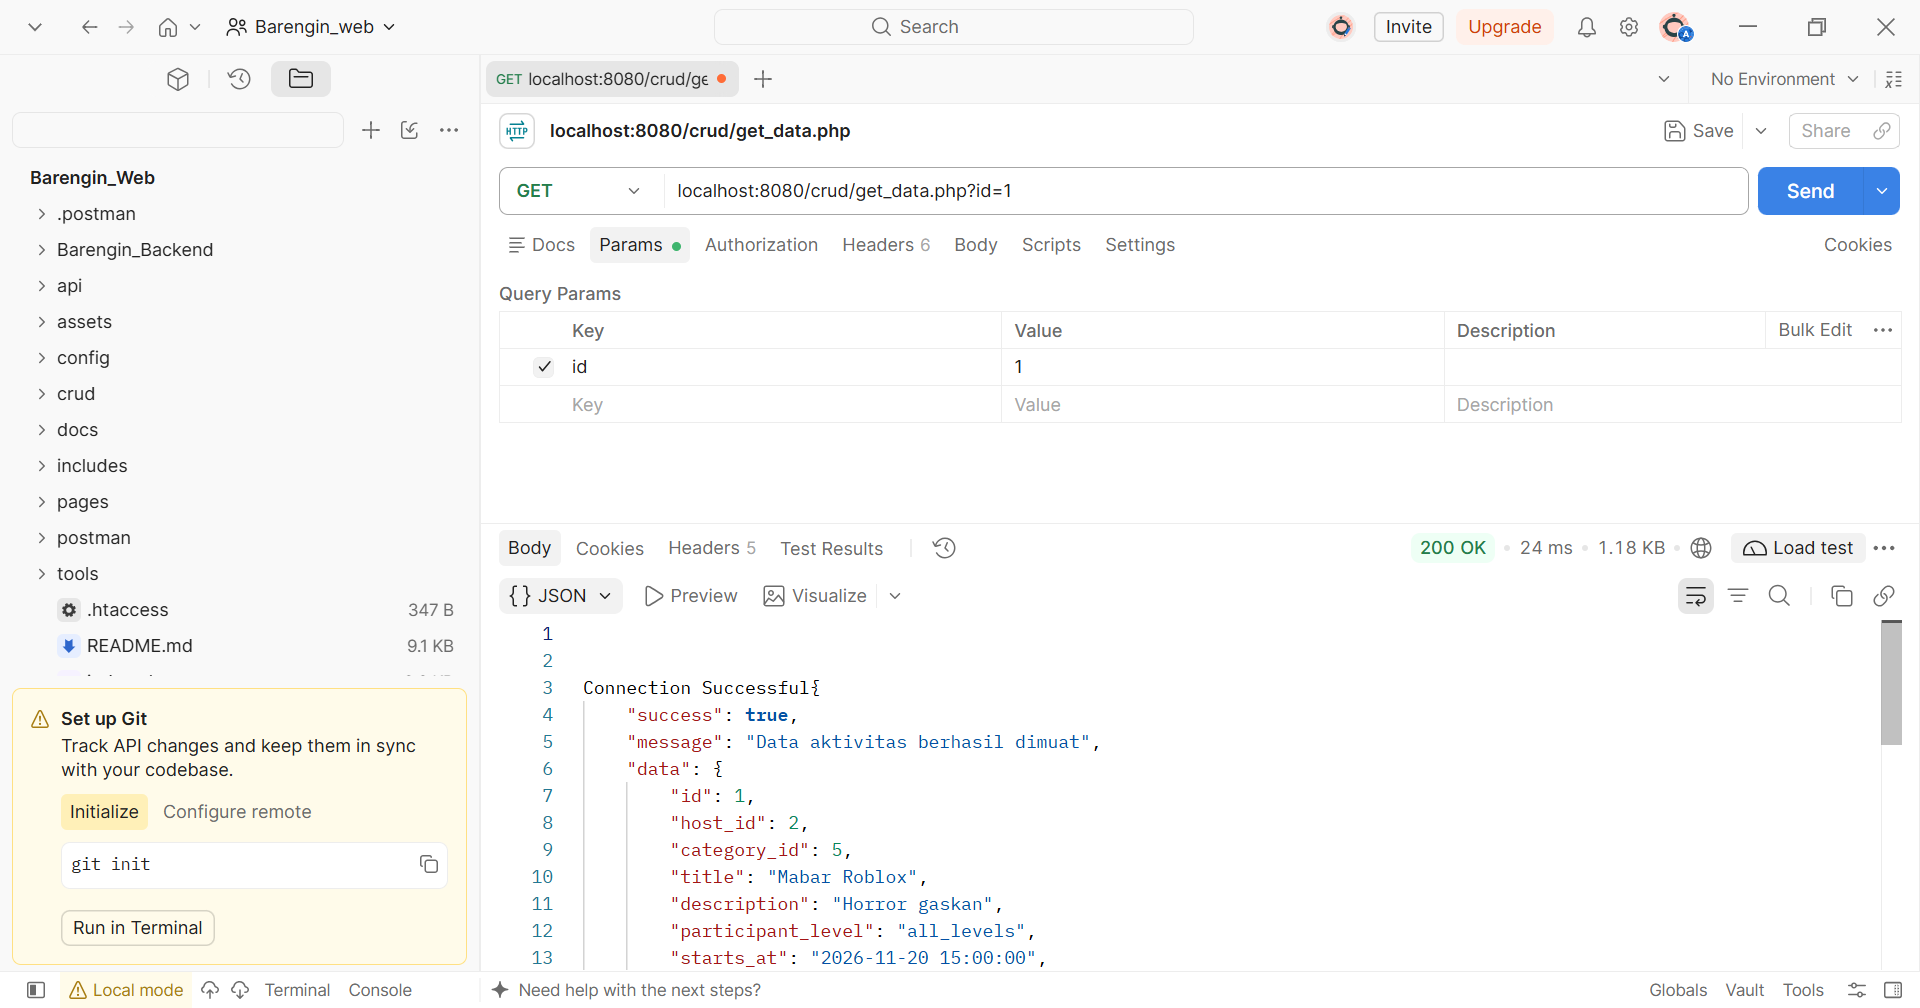 Barengin_web
Search
Invite
Upgrade
A
GET localhost:8080/crud/ge
No Environment
HTTP
localhost:8080/crud/get_data.php
Save
Share
Barengin_Web
.postman
Barengin_Backend
api
assets
config
crud
docs
includes
pages
postman
tools
.htaccess 347 B
README.md 9.1 KB
GET
localhost:8080/crud/get_data.php?id=1
Send
Docs
Params
Authorization
Headers 6
Body
Scripts
Settings
Cookies
Query Params
Key Value Description Bulk Edit
id 1
Key Value Description
Set up Git
Track API changes and keep them in sync
with your codebase.
Initialize
Configure remote
git init
Run in Terminal
Body
Cookies
Headers 5
Test Results
200 OK
24 ms
1.18 KB
Load test
{} JSON
Preview
Visualize
1
2
3 Connection Successful{
4 "success": true,
5 "message": "Data aktivitas berhasil dimuat",
6 "data": {
7 "id": 1,
8 "host_id": 2,
9 "category_id": 5,
10 "title": "Mabar Roblox",
11 "description": "Horror gaskan",
12 "participant_level": "all_levels",
13 "starts_at": "2026-11-20 15:00:00",
Local mode
Terminal
Console
Need help with the next steps?
Globals
Vault
Tools